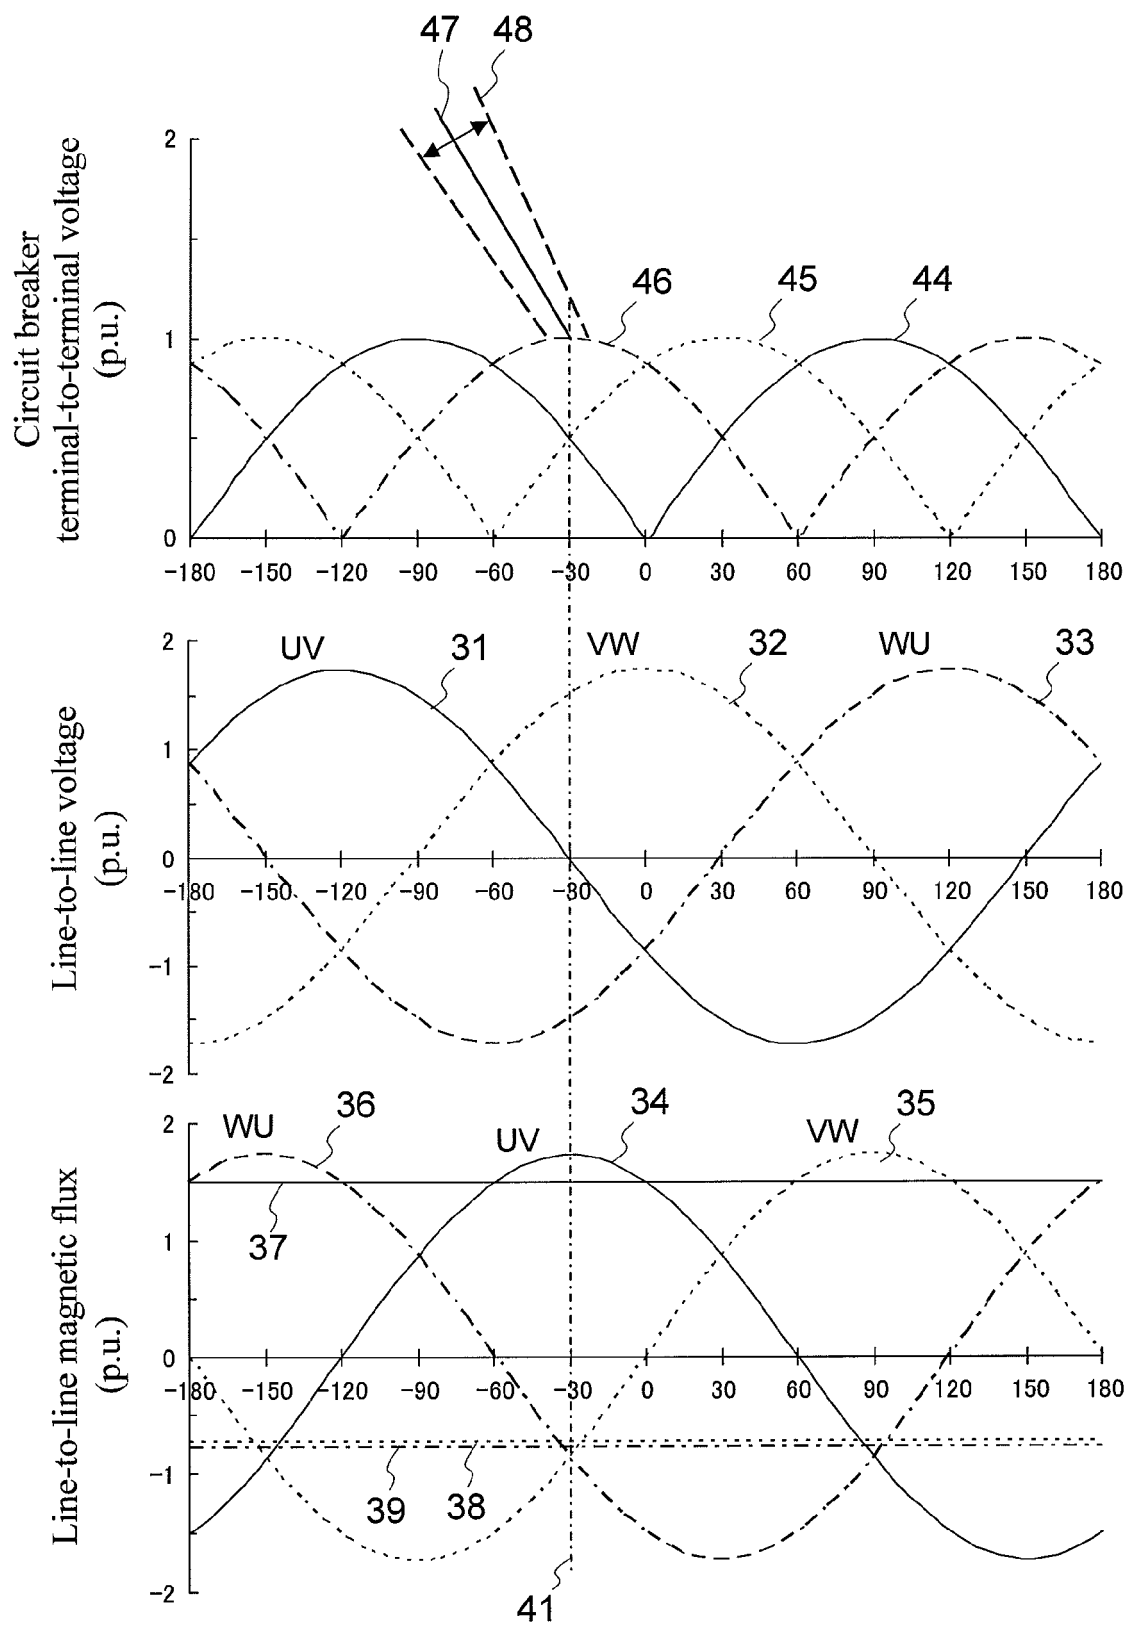 47
48
2
1
0
Circuit breaker
terminal-to-terminal voltage
(p.u.)
46
45
44
-180 -150 -120 -90 -60 -30 0 30 60 90 120 150 180
2
1
0
-1
-2
Line-to-line voltage
(p.u.)
UV 31 VW 32 WU 33
-180 -150 -120 -90 -60 -30 0 30 60 90 120 150 180
2
1
0
-1
-2
Line-to-line magnetic flux
(p.u.)
WU 36 UV 34 VW 35
37
-180 -150 -120 -90 -60 -30 0 30 60 90 120 150 180
39 38
41